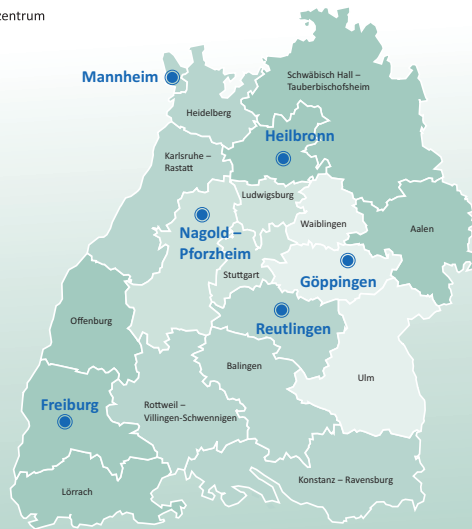 zentrum
Mannheim
Schwäbisch Hall –
Tauberbischofsheim
Heidelberg
Heilbronn
Karlsruhe –
Rastatt
Ludwigsburg
Waiblingen
Nagold –
Pforzheim
Aalen
Stuttgart
Göppingen
Offenburg
Reutlingen
Balingen
Ulm
Freiburg
Rottweil –
Villingen-Schwennigen
Konstanz – Ravensburg
Lörrach